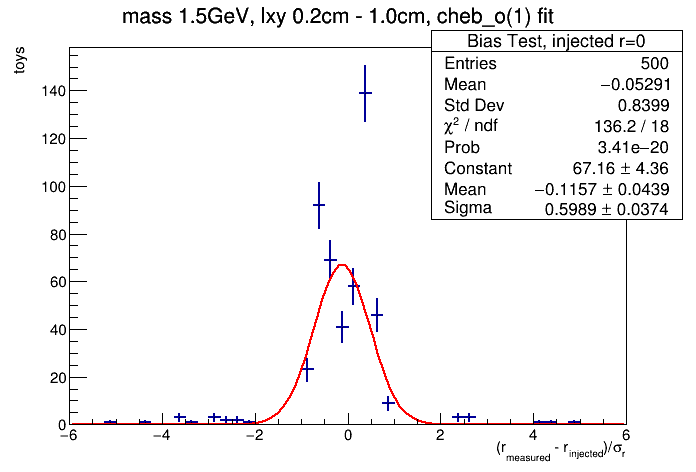 mass 1.5GeV, lxy 0.2cm - 1.0cm, cheb_o(1) fit
Bias Test, injected r=0
Entries 500
Mean −0.05291
Std Dev 0.8399
χ² / ndf 136.2 / 18
Prob 3.41e−20
Constant 67.16 ± 4.36
Mean −0.1157 ± 0.0439
Sigma 0.5989 ± 0.0374
toys
140
120
100
80
60
40
20
0
−6 −4 −2 0 2 4 6
(r_measured - r_injected)/σ_r